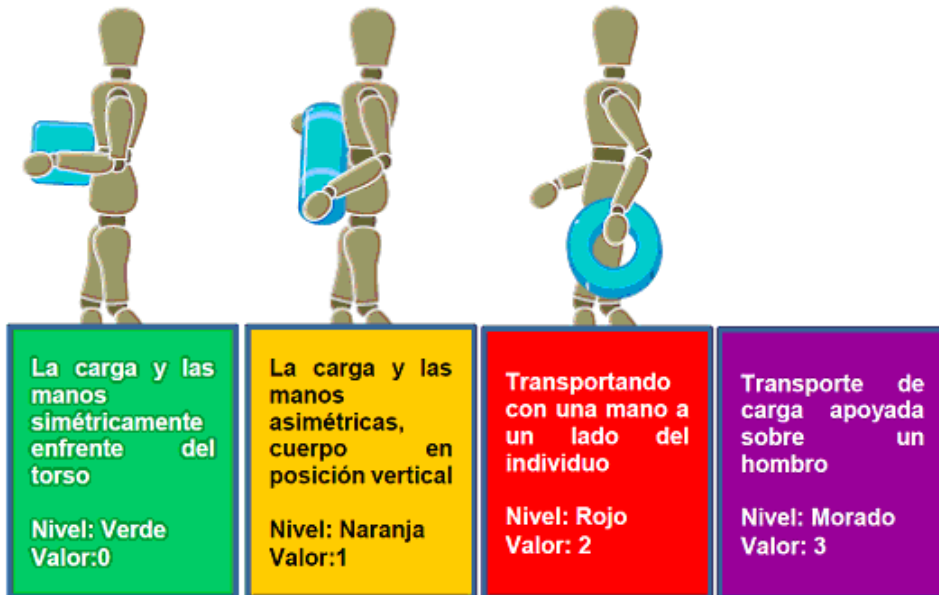 La carga y las
manos
simétricamente
enfrente del
torso
Nivel: Verde
Valor:0
La carga y las
manos
asimétricas,
cuerpo en
posición vertical
Nivel: Naranja
Valor:1
Transportando
con una mano a
un lado del
individuo
Nivel: Rojo
Valor: 2
Transporte de
carga apoyada
sobre un
hombro
Nivel: Morado
Valor: 3